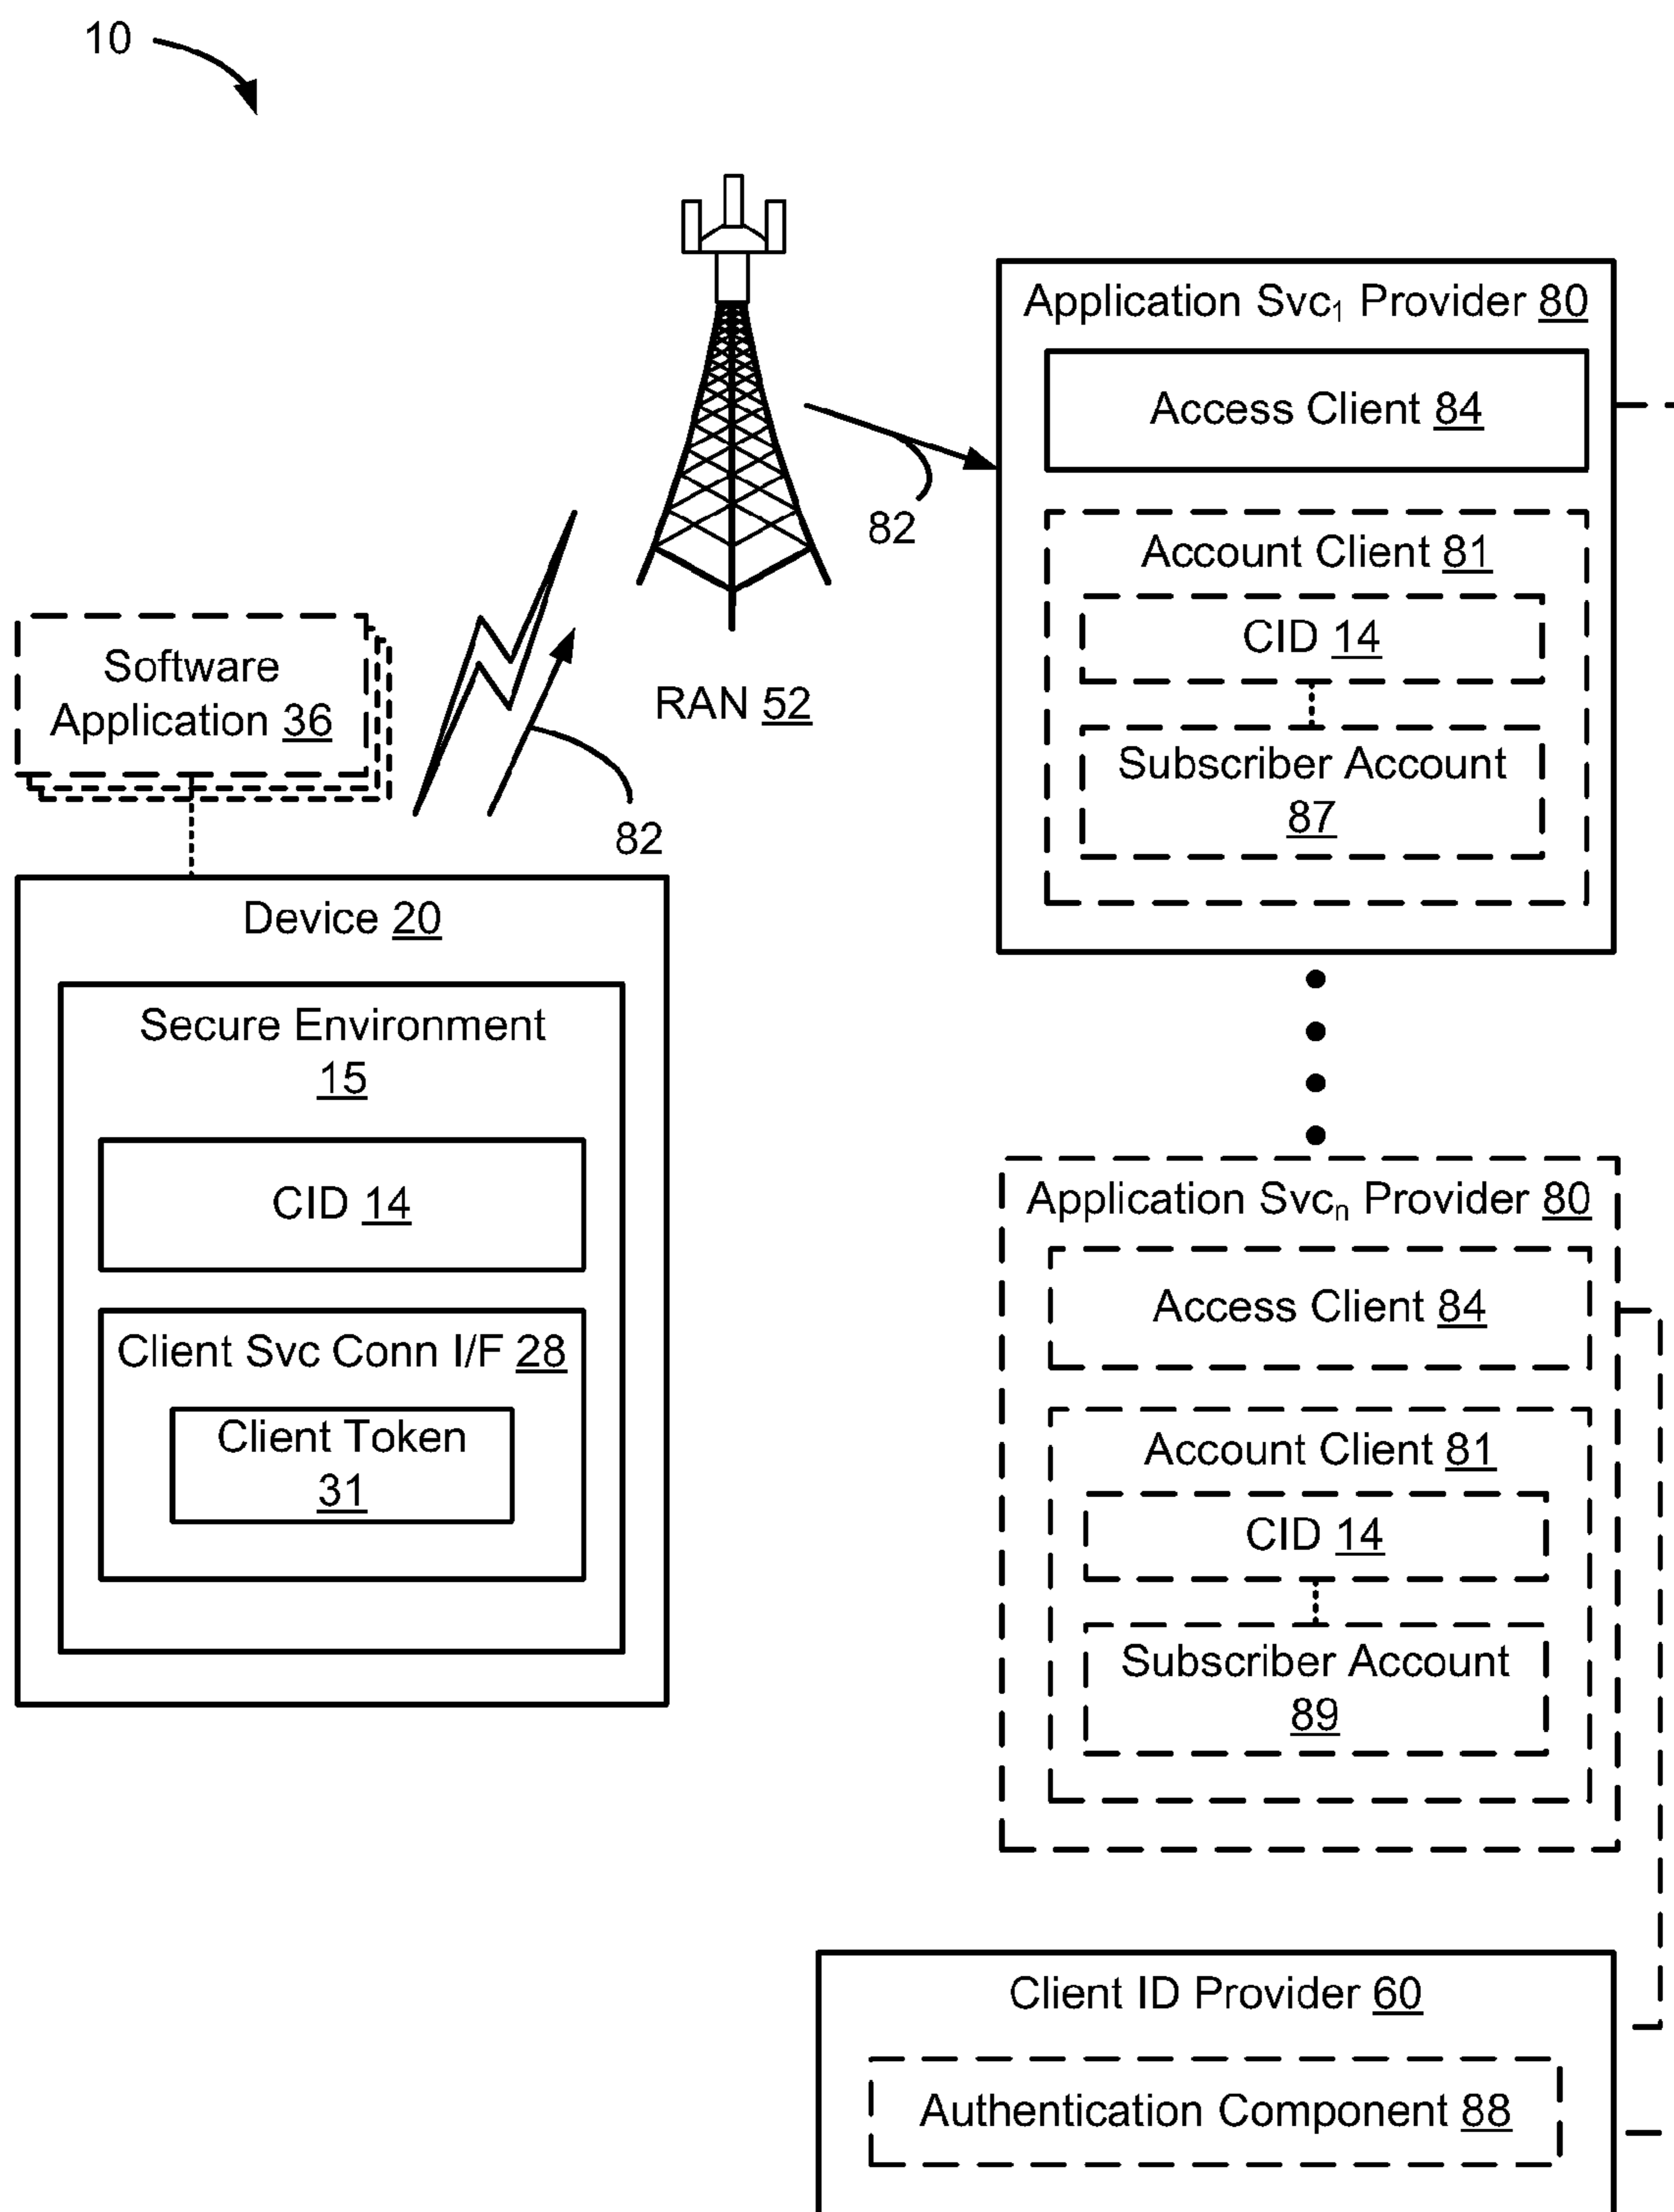 10
Application Svc1 Provider 80
Access Client 84
82
Account Client 81
CID 14
Subscriber Account
87
Software
Application 36
RAN 52
82
Device 20
Secure Environment
15
CID 14
Client Svc Conn I/F 28
Client Token
31
Application Svcn Provider 80
Access Client 84
Account Client 81
CID 14
Subscriber Account
89
Client ID Provider 60
Authentication Component 88